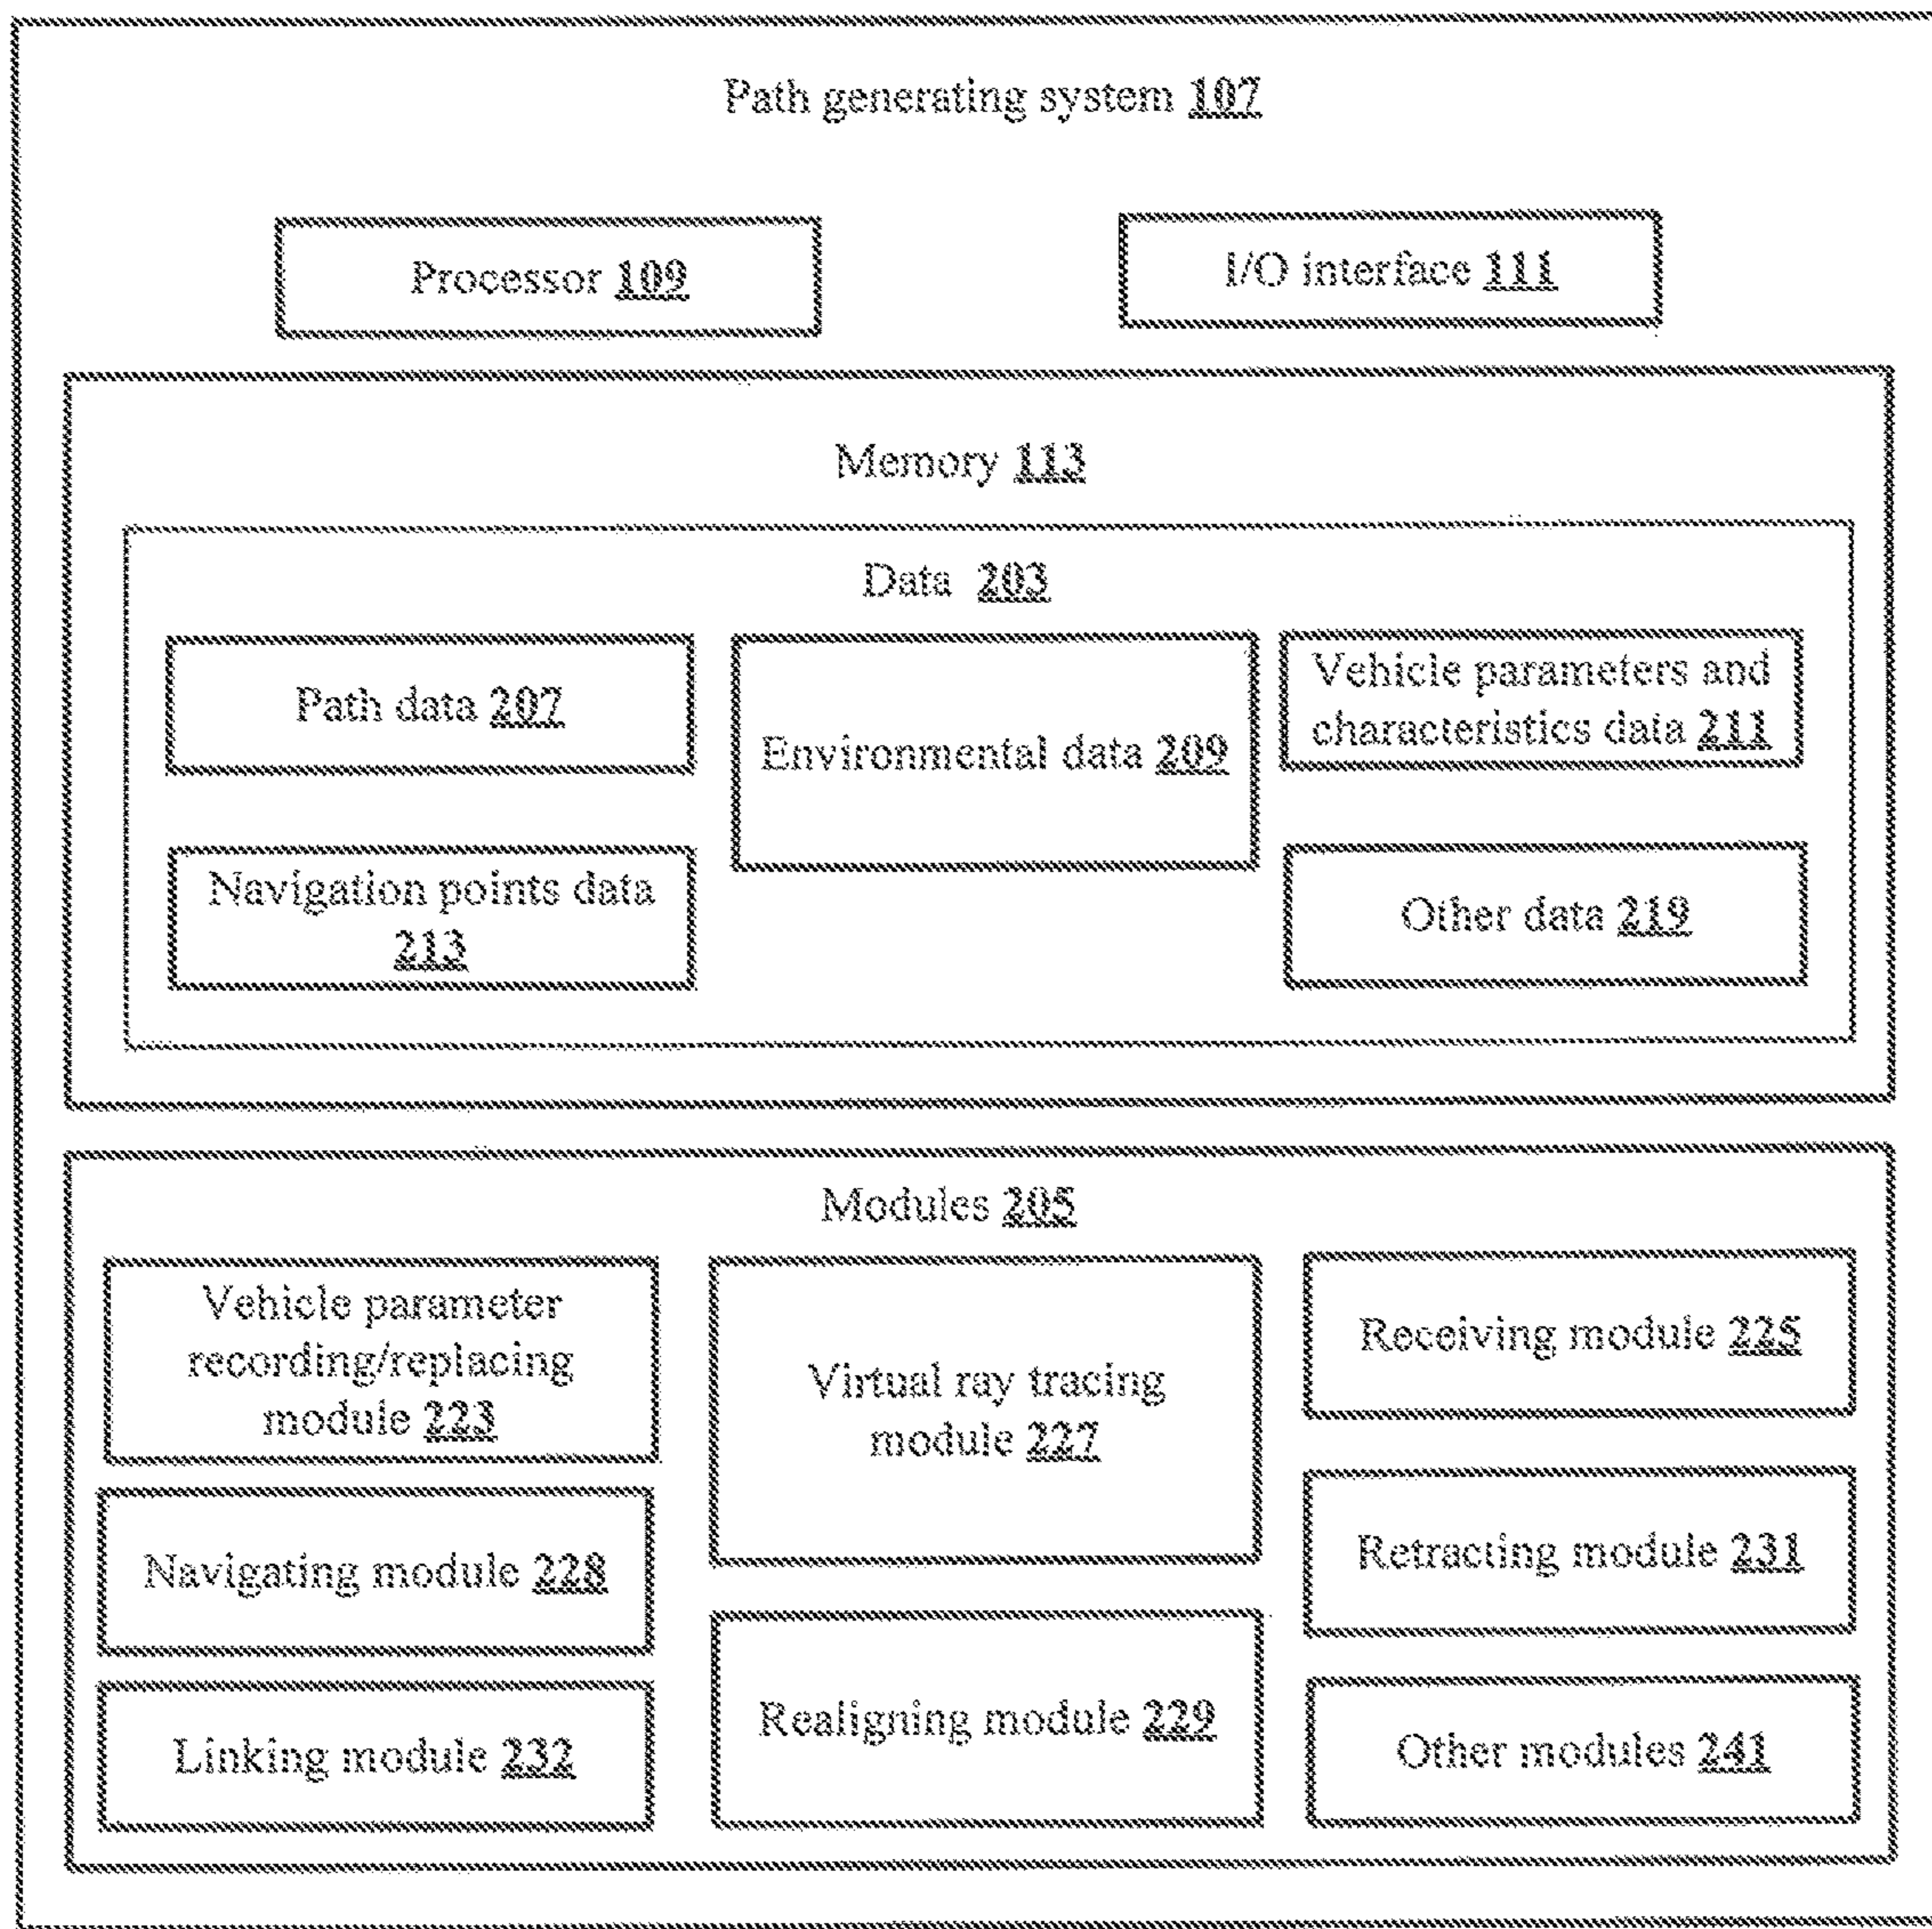 Path generating system 107
Processor 109
I/O interface 111
Memory 113
Data 203
Path data 207
Environmental data 209
Vehicle parameters and
characteristics data 211
Navigation points data
213
Other data 219
Modules 205
Vehicle parameter
recording/replacing
module 223
Virtual ray tracing
module 227
Receiving module 225
Navigating module 228
Retracting module 231
Linking module 232
Realigning module 229
Other modules 241